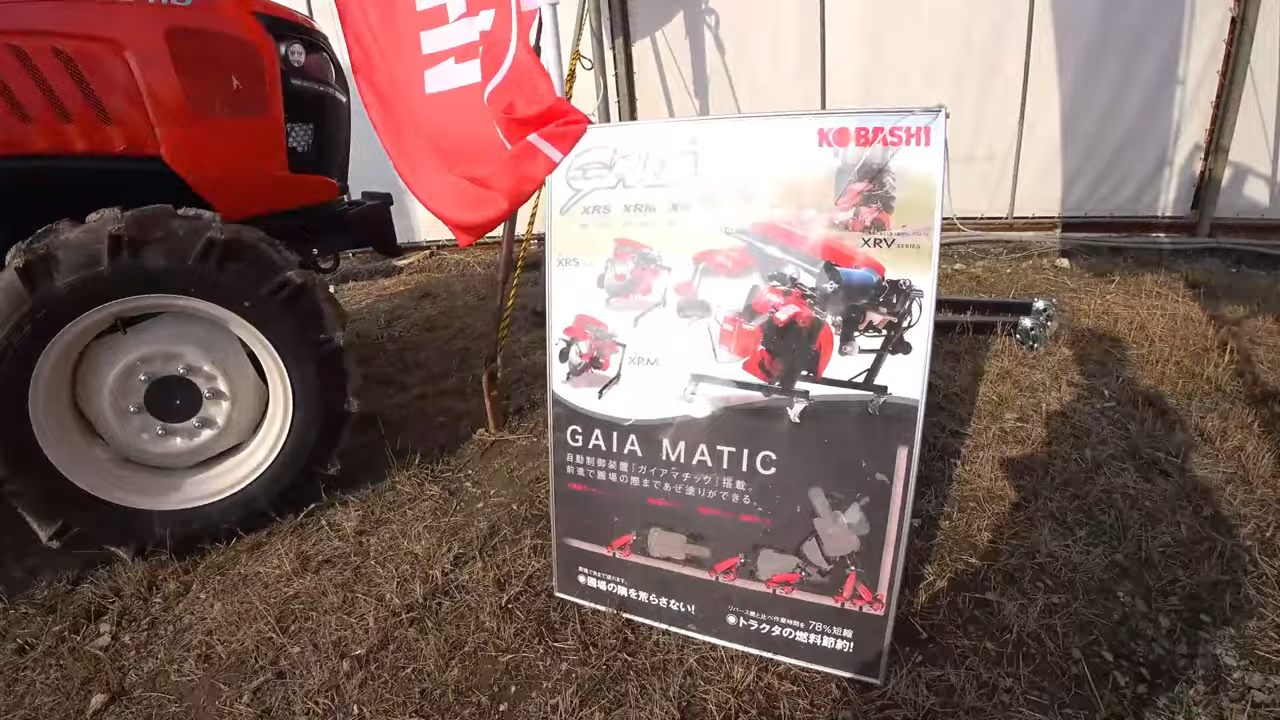 KOBASHI
XRS XRM
XRV SERIES
XRS
XRM
GAIA MATIC
自動制御装置「ガイアマチック」搭載。
前進で圃場の際まであぜ塗りができる。
◉圃場の隅を荒らさない!
リバース機と比べ作業時間を 78%短縮
◉トラクタの燃料節約!